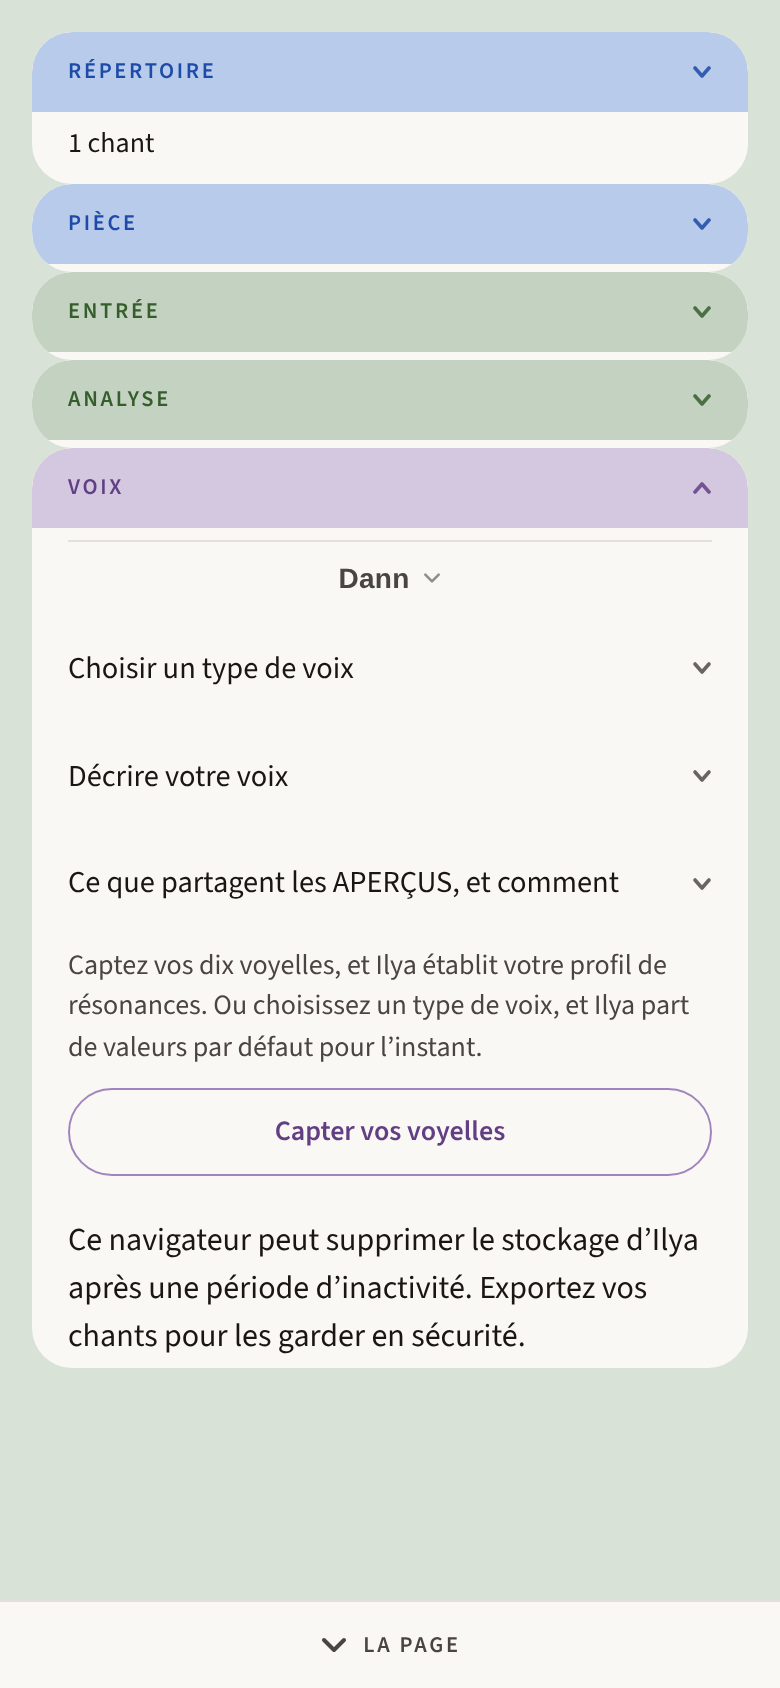 RÉPERTOIRE
1 chant
PIÈCE
ENTRÉE
ANALYSE
VOIX
Dann
Choisir un type de voix
Décrire votre voix
Ce que partagent les APERÇUS, et comment
Captez vos dix voyelles, et Ilya établit votre profil de
résonances. Ou choisissez un type de voix, et Ilya part
de valeurs par défaut pour l’instant.
Capter vos voyelles
Ce navigateur peut supprimer le stockage d’Ilya
après une période d’inactivité. Exportez vos
chants pour les garder en sécurité.
LA PAGE